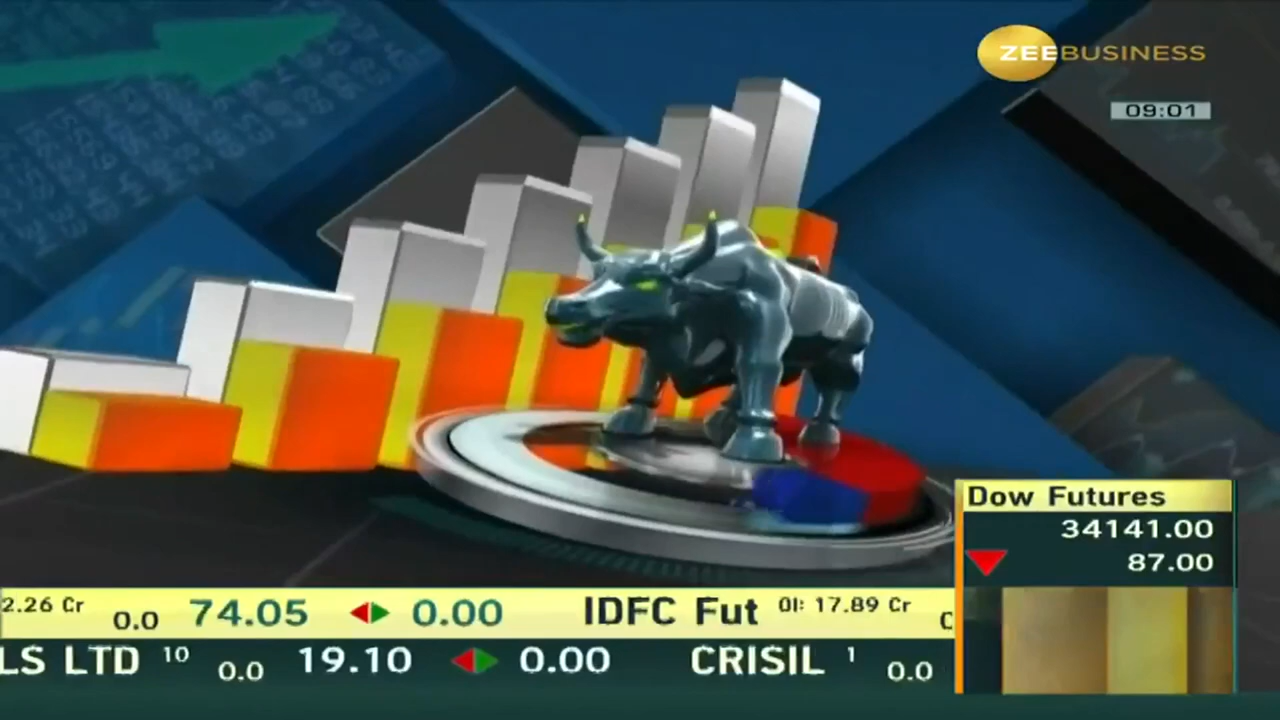 ZEEBUSINESS
09:01
Dow Futures
34141.00
87.00
2.26 Cr 0.0 74.05 0.00 IDFC Fut OI: 17.89 Cr
LS LTD 10 0.0 19.10 0.00 CRISIL 1 0.0